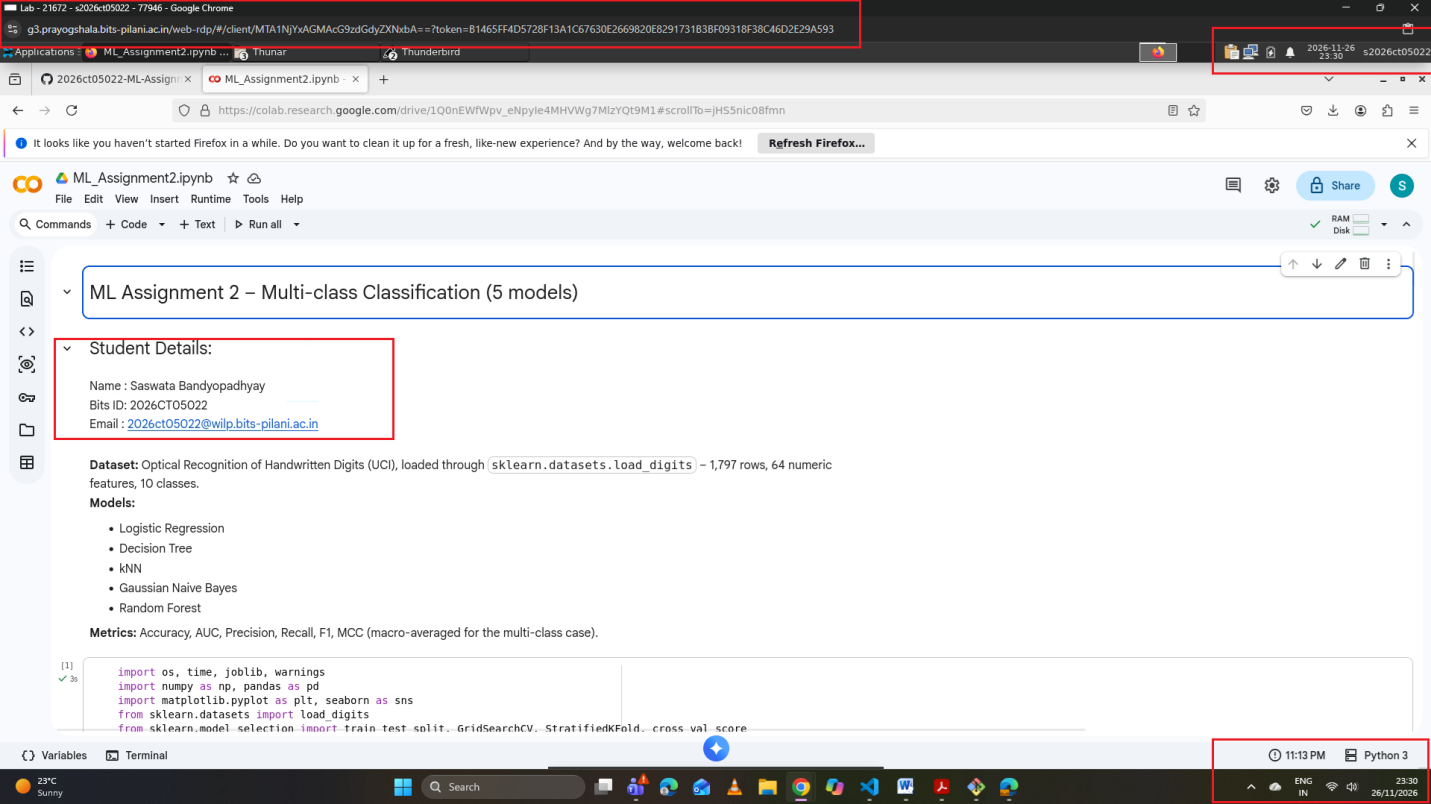 Lab - 21672 - s2026ct05022 - 77946 - Google Chrome
g3.prayogshala.bits-pilani.ac.in/web-rdp/#/client/MTA1NjYxAGMAcG9zdGdyZXNxbA==?token=B1465FF4D5728F13A1C67630E2669820E8291731B3BF09318F38C46D2E29A593
Applications ML_Assignment2.ipynb ... 3 Thunar 2 Thunderbird 2026-11-26 23:30 s2026ct05022
2026ct05022-ML-Assignm ML_Assignment2.ipynb -
https://colab.research.google.com/drive/1Q0nEWfWpv_eNpyIe4MHVWg7MlzYQt9M1#scrollTo=jHS5nic08fmn
It looks like you haven't started Firefox in a while. Do you want to clean it up for a fresh, like-new experience? And by the way, welcome back! Refresh Firefox...
CO ML_Assignment2.ipynb
File Edit View Insert Runtime Tools Help Share S
Commands + Code + Text Run all RAM
Disk
ML Assignment 2 – Multi-class Classification (5 models)
Student Details:
Name : Saswata Bandyopadhyay
Bits ID: 2026CT05022
Email : 2026ct05022@wilp.bits-pilani.ac.in
Dataset: Optical Recognition of Handwritten Digits (UCI), loaded through sklearn.datasets.load_digits – 1,797 rows, 64 numeric
features, 10 classes.
Models:
• Logistic Regression
• Decision Tree
• kNN
• Gaussian Naive Bayes
• Random Forest
Metrics: Accuracy, AUC, Precision, Recall, F1, MCC (macro-averaged for the multi-class case).
[1]
3s
import os, time, joblib, warnings
import numpy as np, pandas as pd
import matplotlib.pyplot as plt, seaborn as sns
from sklearn.datasets import load_digits
from sklearn.model_selection import train_test_split, GridSearchCV, StratifiedKFold, cross_val_score
Variables Terminal 11:13 PM Python 3
23°C
Sunny
Search
ENG
IN
23:30
26/11/2026